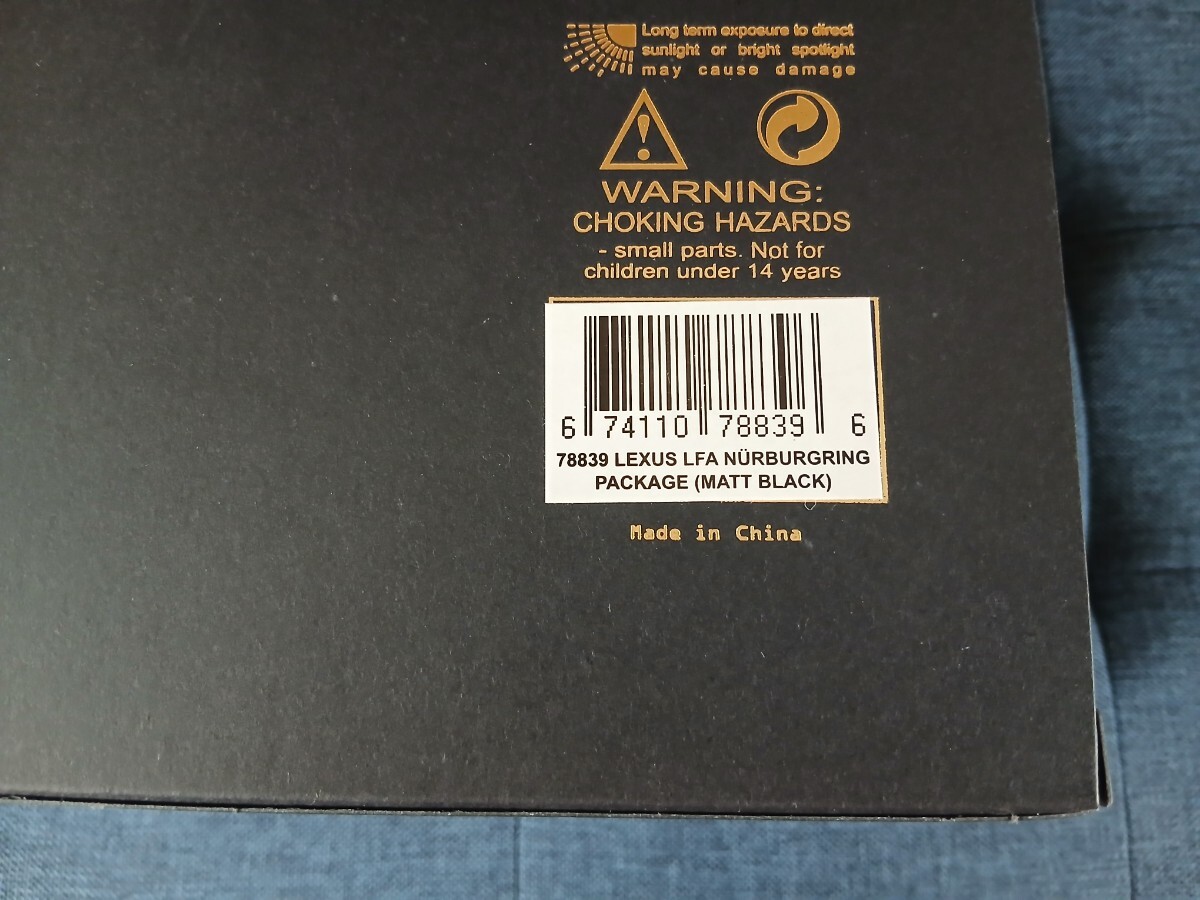 Long term exposure to direct
sunlight or bright spotlight
may cause damage
WARNING:
CHOKING HAZARDS
- small parts. Not for
children under 14 years
6 74110 78839 6
78839 LEXUS LFA NÜRBURGRING
PACKAGE (MATT BLACK)
Made in China